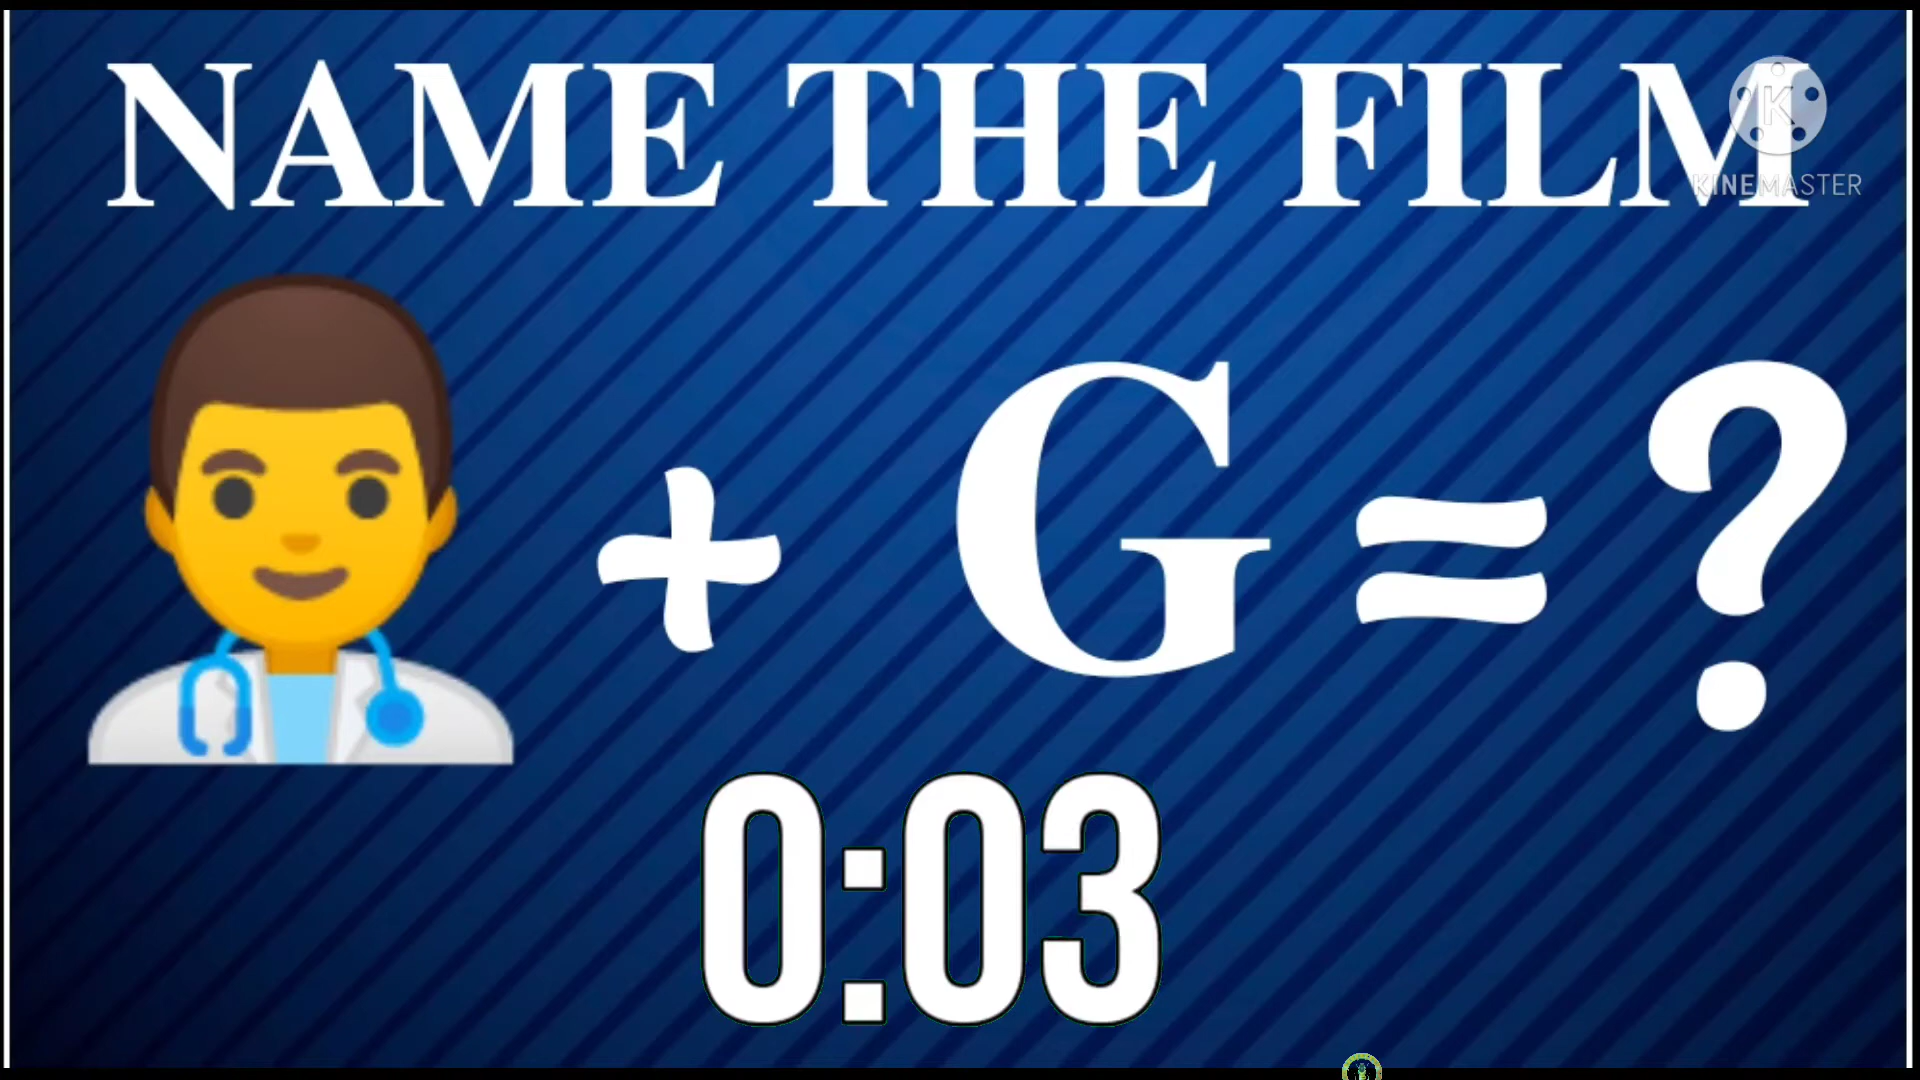 NAME THE FILM
K
KINEMASTER
+ G = ?
0:03